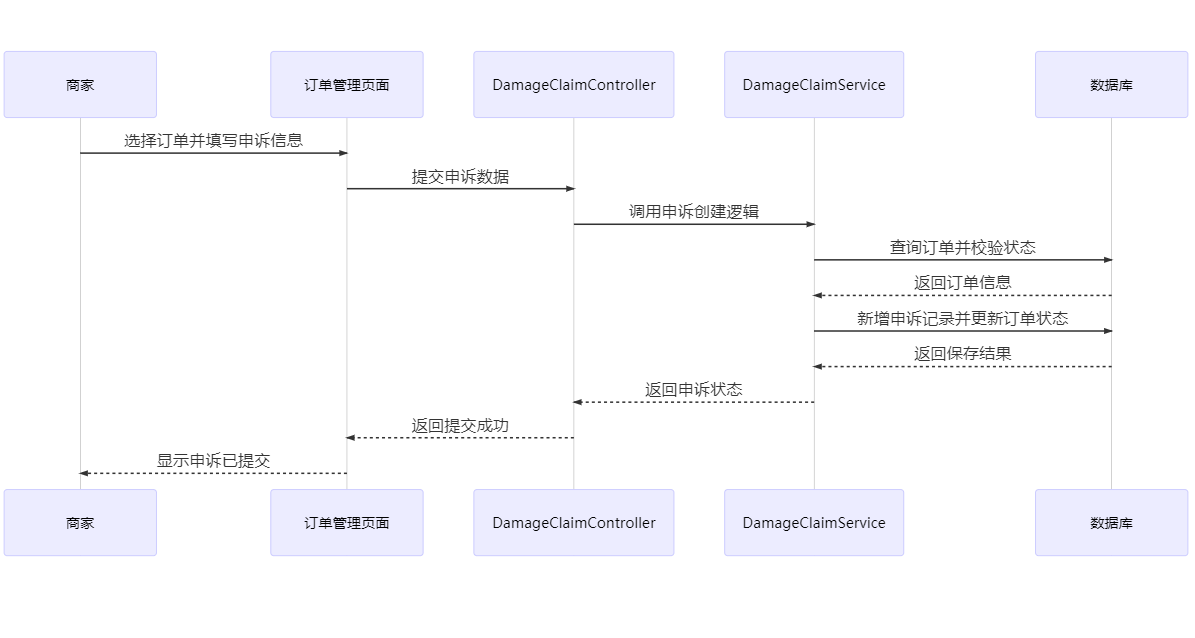 商家
订单管理页面
DamageClaimController
DamageClaimService
数据库
选择订单并填写申诉信息
提交申诉数据
调用申诉创建逻辑
查询订单并校验状态
返回订单信息
新增申诉记录并更新订单状态
返回保存结果
返回申诉状态
返回提交成功
显示申诉已提交
商家
订单管理页面
DamageClaimController
DamageClaimService
数据库